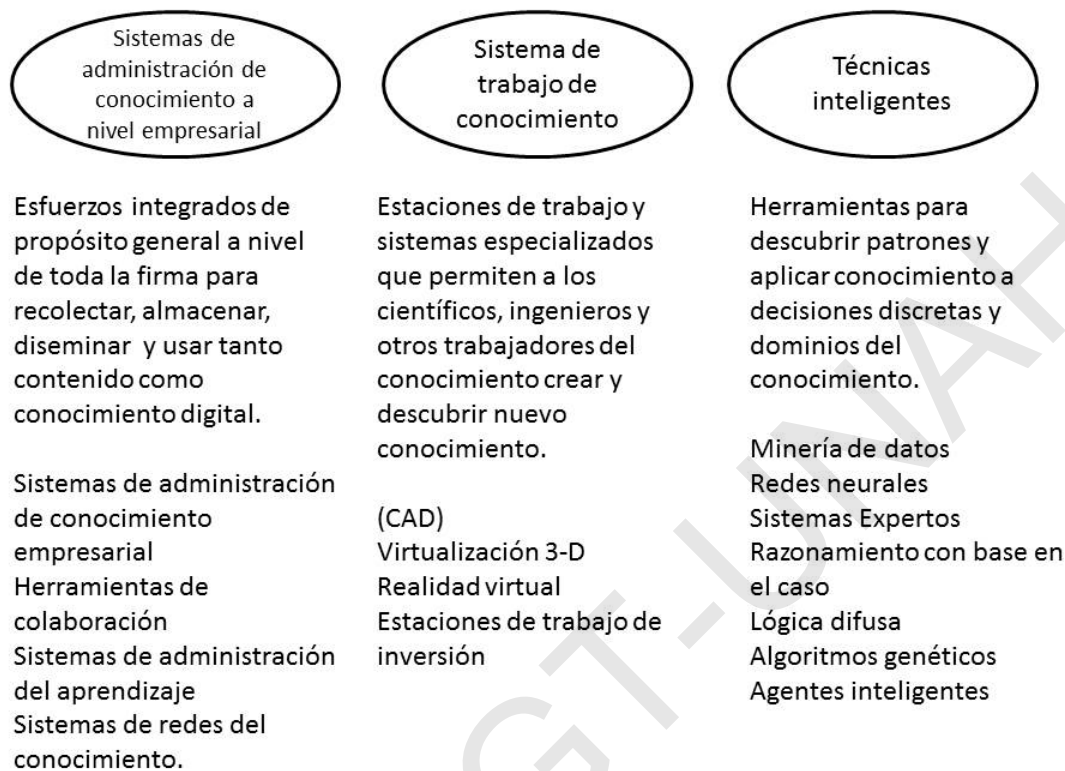 Sistemas de
administración de
conocimiento a
nivel empresarial
Esfuerzos integrados de
propósito general a nivel
de toda la firma para
recolectar, almacenar,
diseminar y usar tanto
contenido como
conocimiento digital.
Sistemas de administración
de conocimiento
empresarial
Herramientas de
colaboración
Sistemas de administración
del aprendizaje
Sistemas de redes del
conocimiento.
Sistema de
trabajo de
conocimiento
Estaciones de trabajo y
sistemas especializados
que permiten a los
científicos, ingenieros y
otros trabajadores del
conocimiento crear y
descubrir nuevo
conocimiento.
(CAD)
Virtualización 3-D
Realidad virtual
Estaciones de trabajo de
inversión
Técnicas
inteligentes
Herramientas para
descubrir patrones y
aplicar conocimiento a
decisiones discretas y
dominios del
conocimiento.
Minería de datos
Redes neurales
Sistemas Expertos
Razonamiento con base en
el caso
Lógica difusa
Algoritmos genéticos
Agentes inteligentes
GT-UNAH